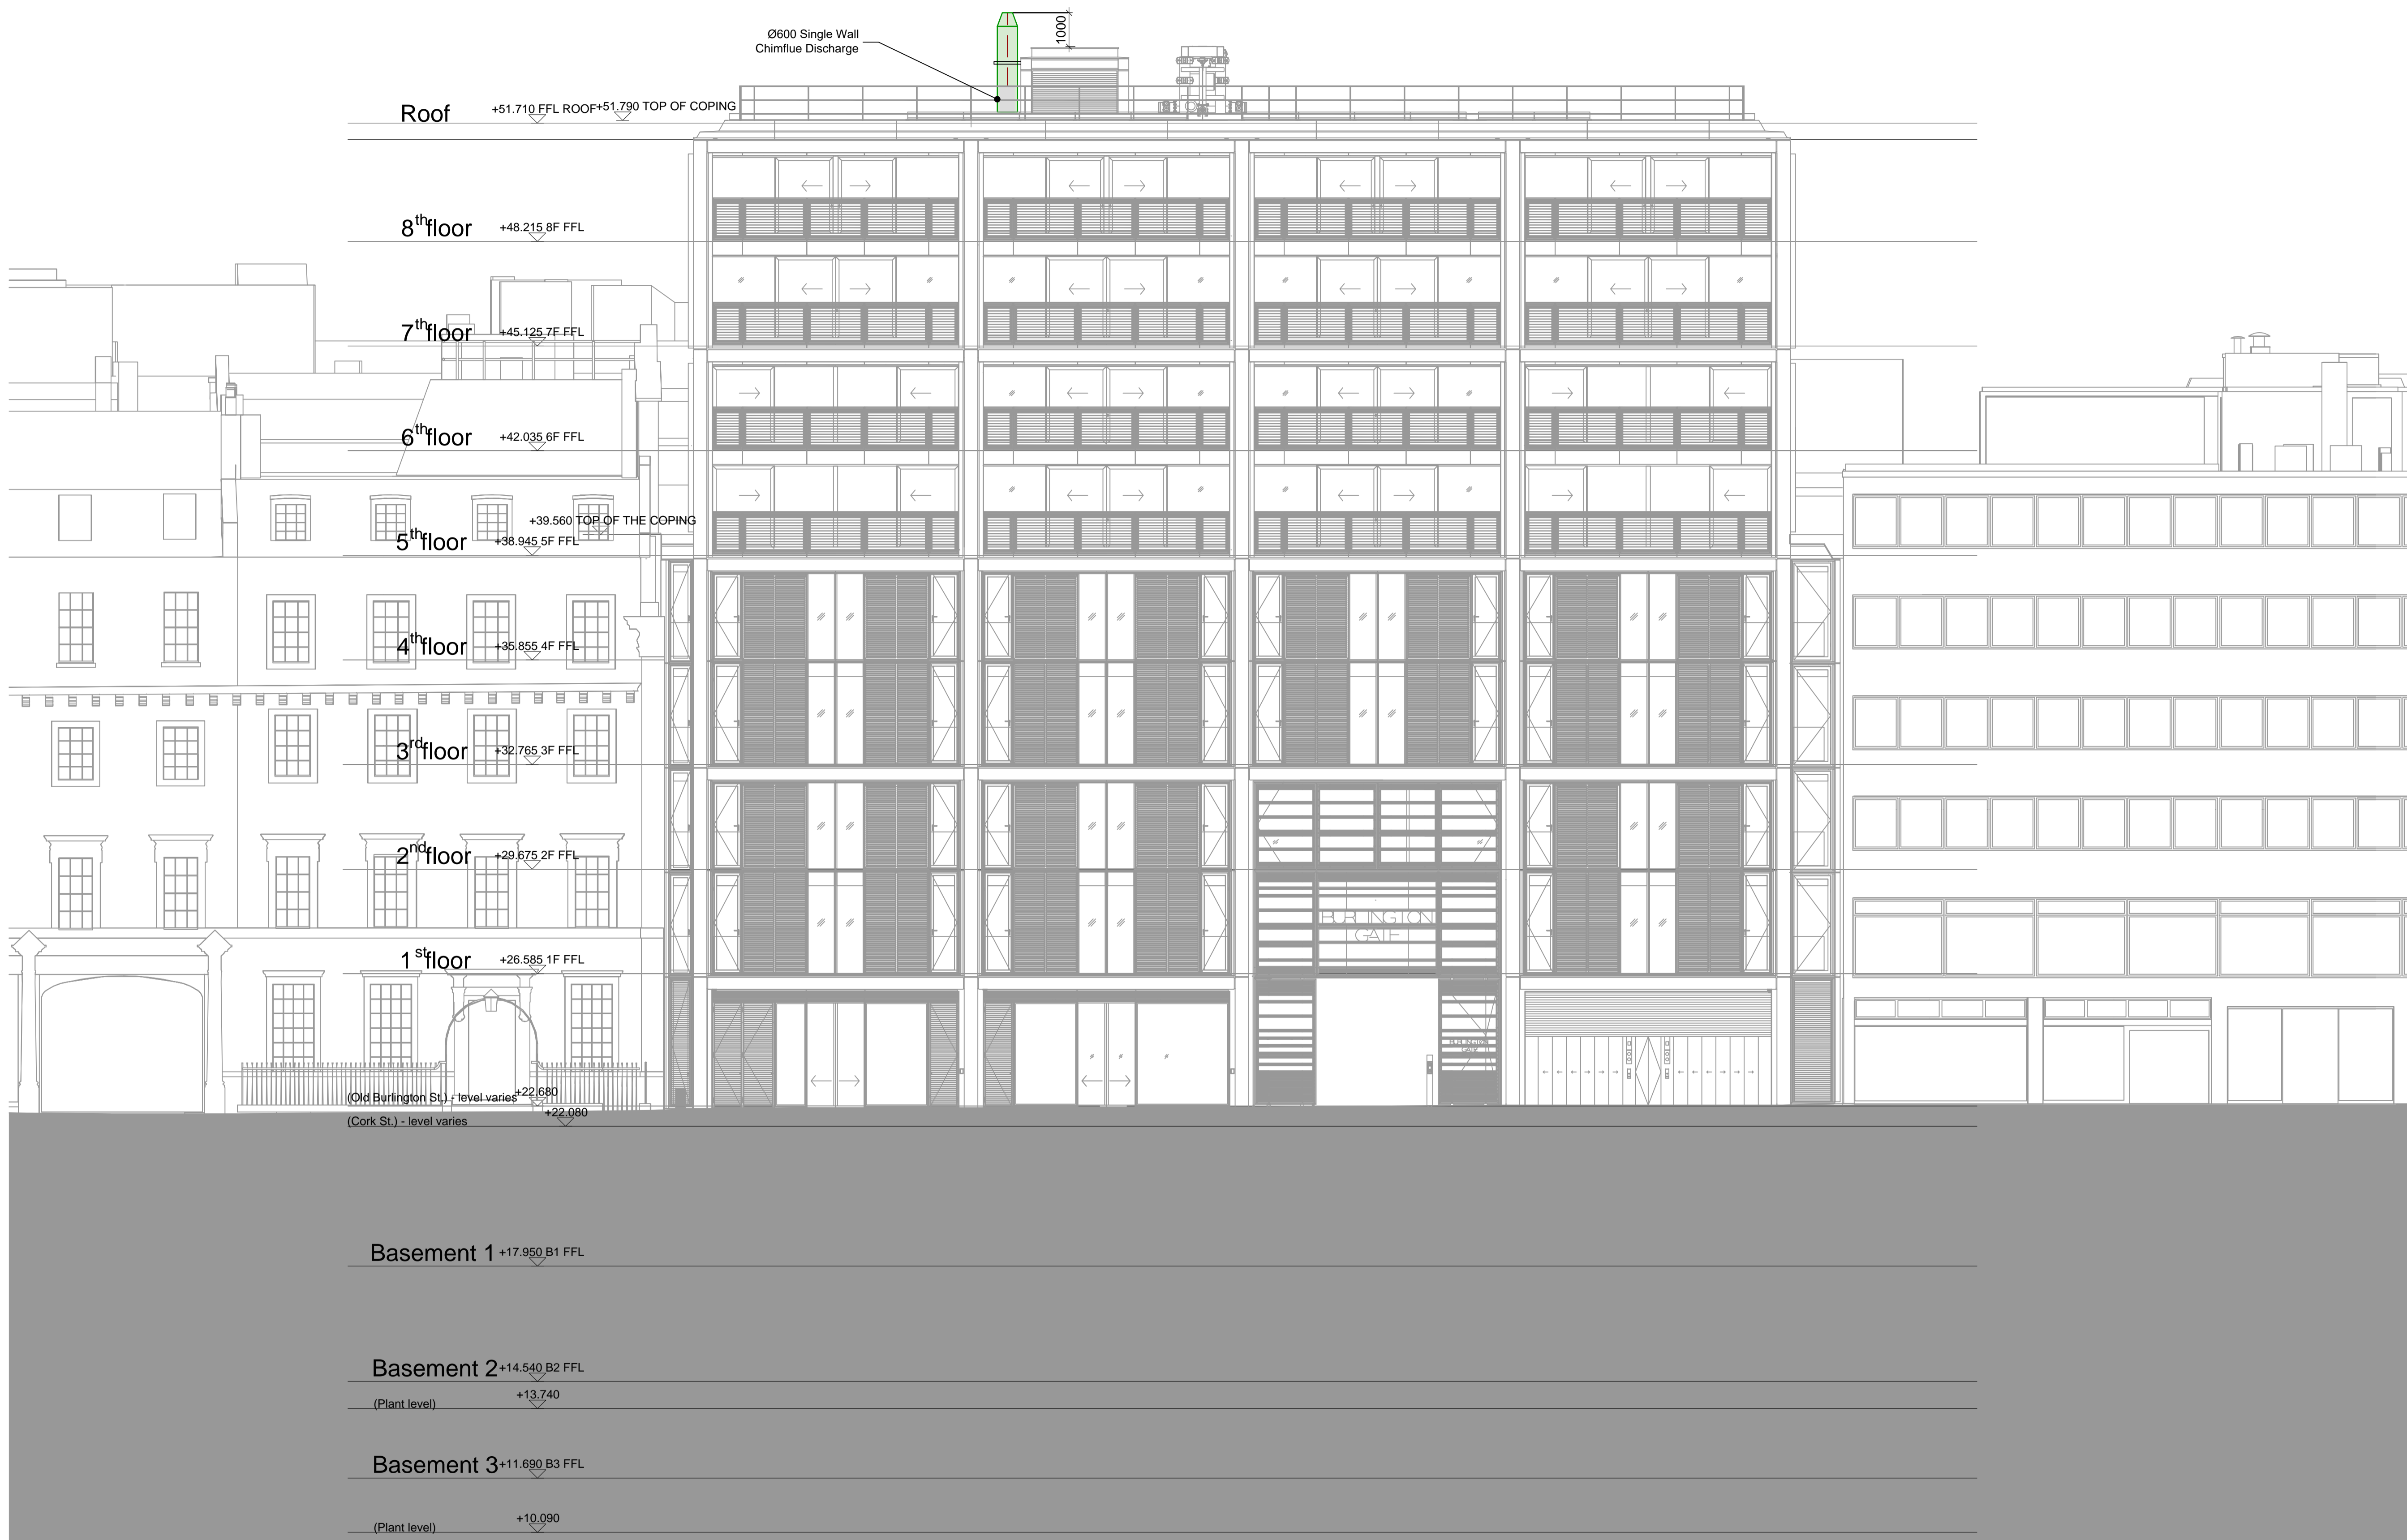 Ø600 Single Wall
Chimflue Discharge
1000
Roof +51.710 FFL ROOF +51.790 TOP OF COPING
8th floor +48.215 8F FFL
7th floor +45.125 7F FFL
6th floor +42.035 6F FFL
+39.560 TOP OF THE COPING
5th floor +38.945 5F FFL
4th floor +35.855 4F FFL
3rd floor +32.765 3F FFL
2nd floor +29.675 2F FFL
BURLINGTON
GATE
1st floor +26.585 1F FFL
BURLINGTON
GATE
(Old Burlington St.) - level varies +22.680
(Cork St.) - level varies +22.080
Basement 1 +17.950 B1 FFL
Basement 2 +14.540 B2 FFL
(Plant level) +13.740
Basement 3 +11.690 B3 FFL
(Plant level) +10.090